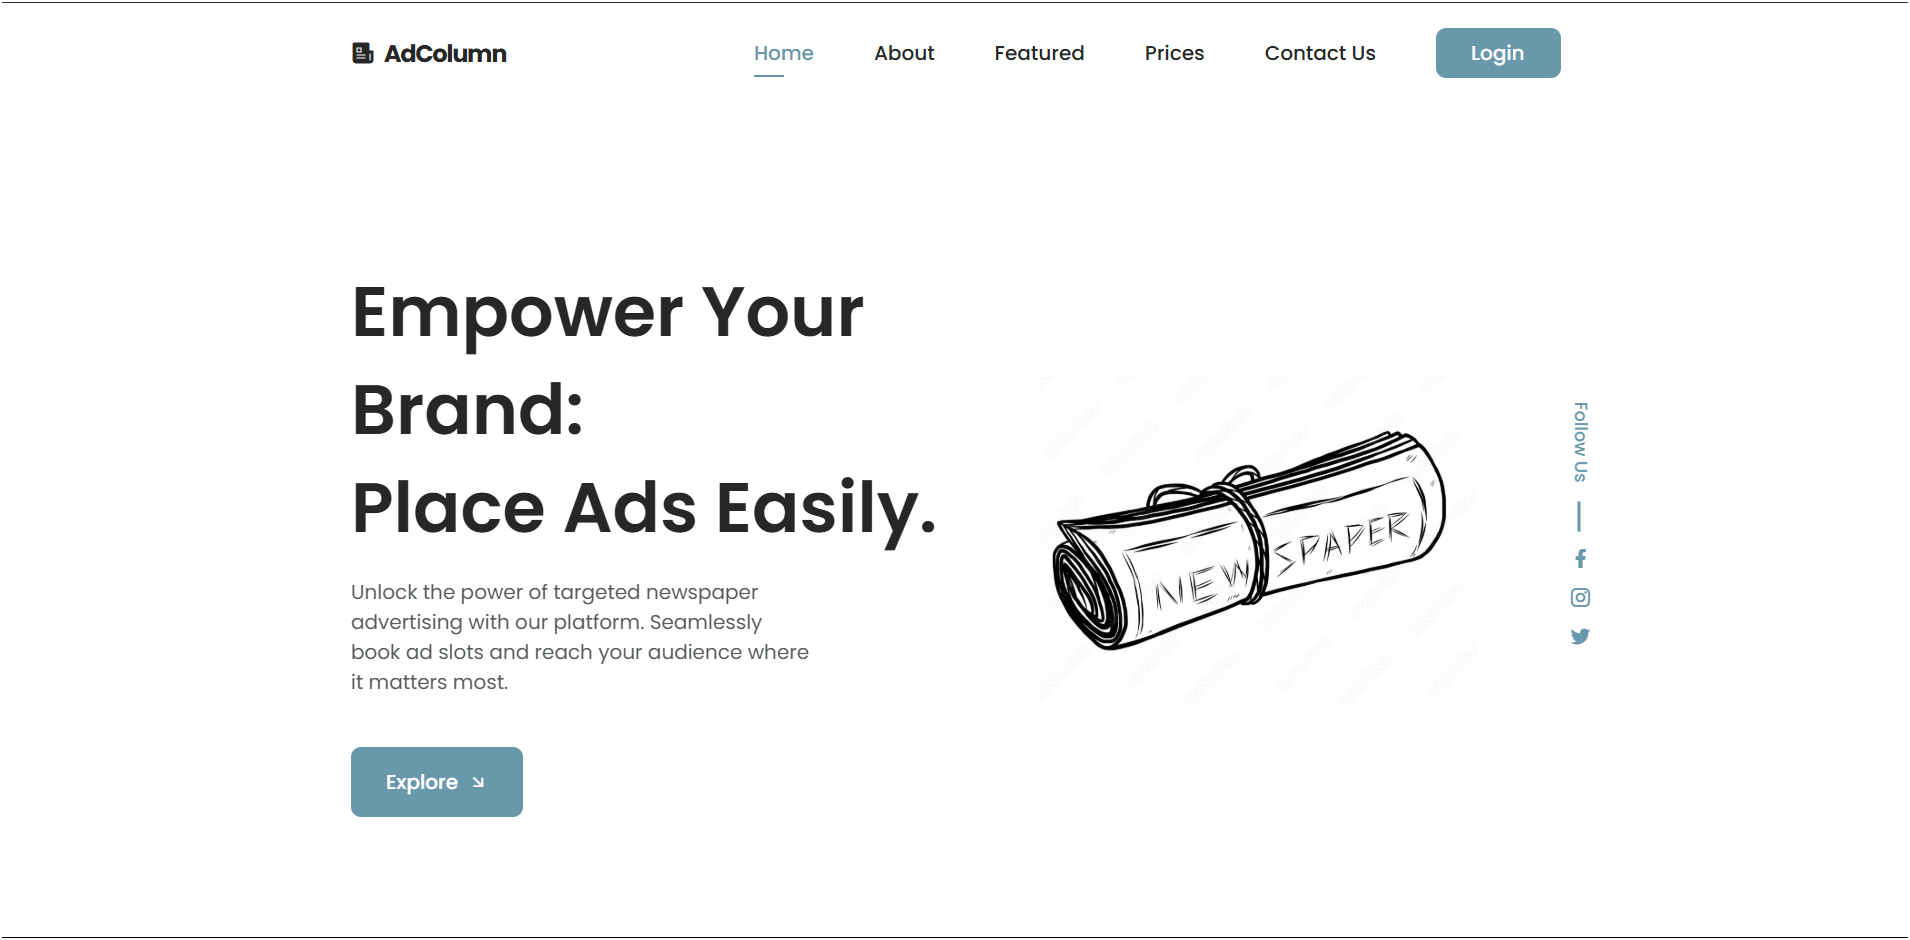 AdColumn
Home
About
Featured
Prices
Contact Us
Login
Empower Your
Brand:
Place Ads Easily.
Unlock the power of targeted newspaper
advertising with our platform. Seamlessly
book ad slots and reach your audience where
it matters most.
Explore
NEWSPAPER
Follow Us